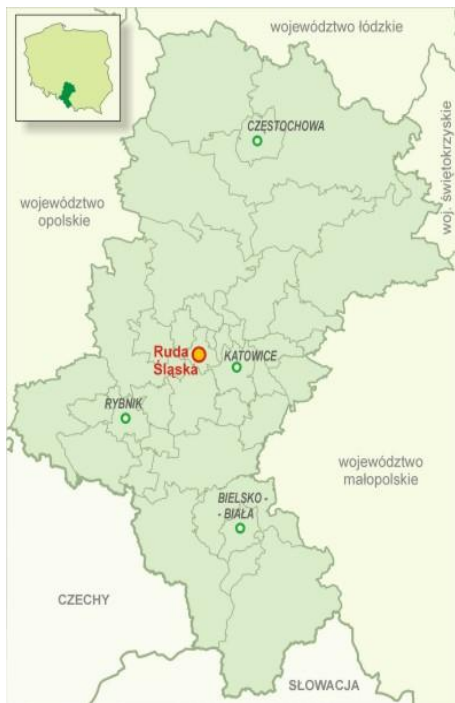 województwo łódzkie
CZĘSTOCHOWA
woj. świętokrzyskie
województwo
opolskie
Ruda
Śląska
KATOWICE
RYBNIK
województwo
małopolskie
BIELSKO -
- BIAŁA
CZECHY
SŁOWACJA